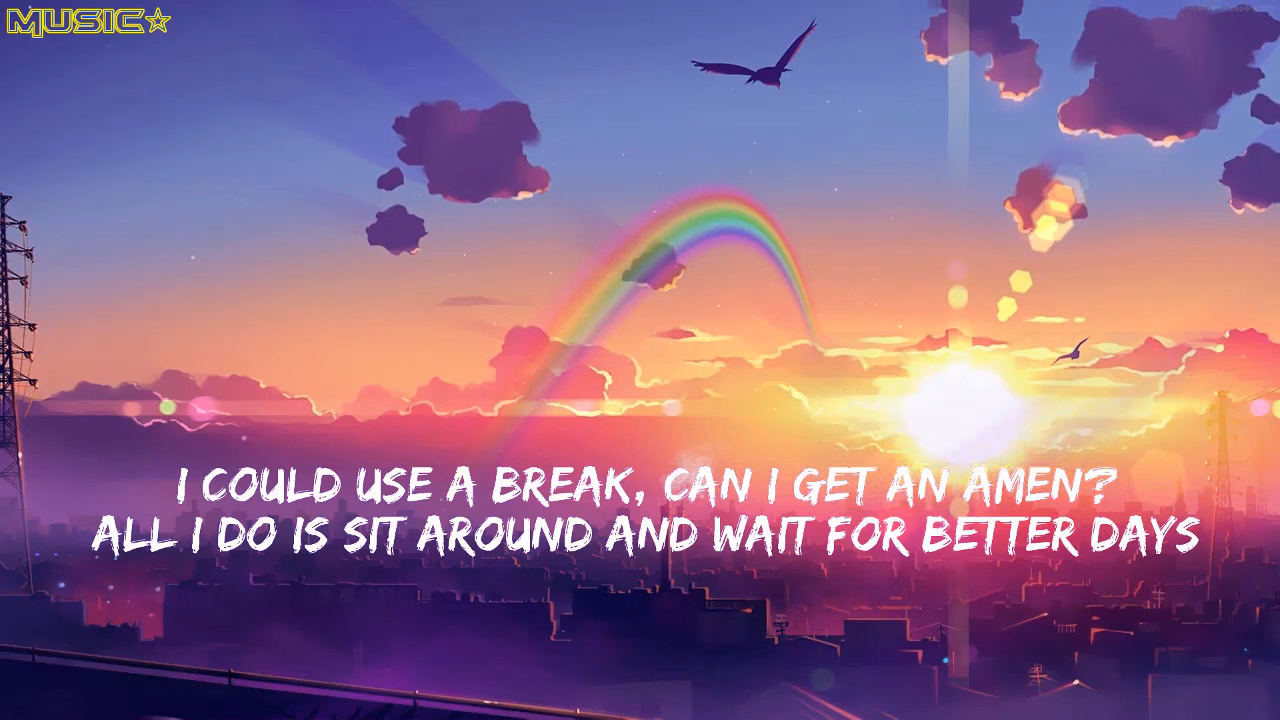 MUSIC☆
I COULD USE A BREAK, CAN I GET AN AMEN?
ALL I DO IS SIT AROUND AND WAIT FOR BETTER DAYS